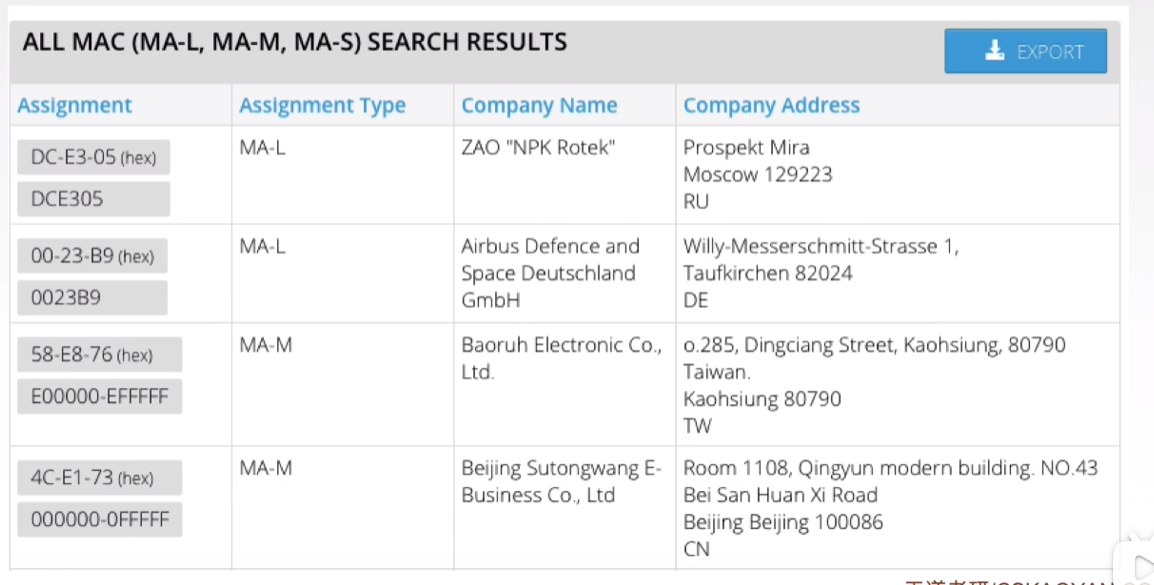 ALL MAC (MA-L, MA-M, MA-S) SEARCH RESULTS
EXPORT
Assignment Assignment Type Company Name Company Address
DC-E3-05 (hex)
DCE305
MA-L
ZAO "NPK Rotek"
Prospekt Mira
Moscow 129223
RU
00-23-B9 (hex)
0023B9
MA-L
Airbus Defence and
Space Deutschland
GmbH
Willy-Messerschmitt-Strasse 1,
Taufkirchen 82024
DE
58-E8-76 (hex)
E00000-EFFFFF
MA-M
Baoruh Electronic Co.,
Ltd.
o.285, Dingciang Street, Kaohsiung, 80790
Taiwan.
Kaohsiung 80790
TW
4C-E1-73 (hex)
000000-0FFFFF
MA-M
Beijing Sutongwang E-
Business Co., Ltd
Room 1108, Qingyun modern building. NO.43
Bei San Huan Xi Road
Beijing Beijing 100086
CN